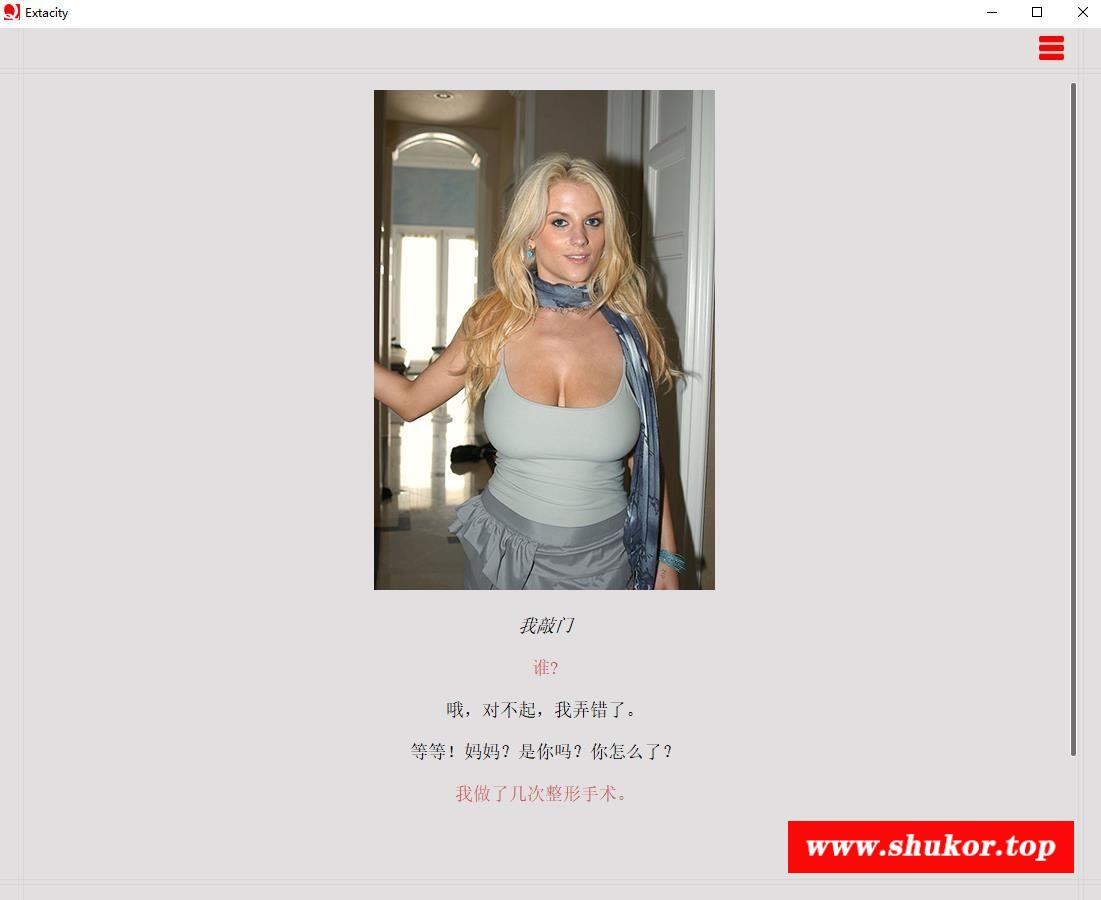 Extacity
我敲门
谁?
哦，对不起，我弄错了。
等等！妈妈？是你吗？你怎么了？
我做了几次整形手术。
www.shukor.top